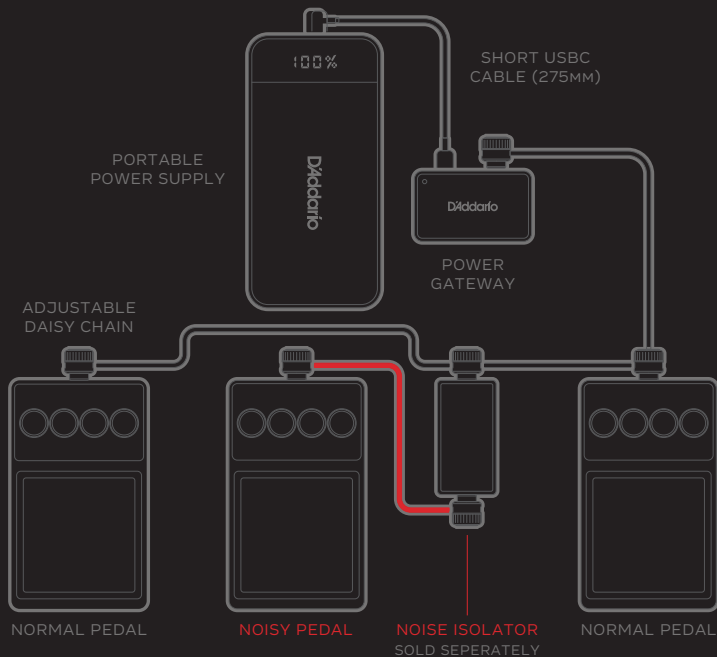 100%
SHORT USBC
CABLE (275MM)
PORTABLE
POWER SUPPLY
D'Addario
D'Addario
POWER
GATEWAY
ADJUSTABLE
DAISY CHAIN
NORMAL PEDAL
NOISY PEDAL
NOISE ISOLATOR
SOLD SEPERATELY
NORMAL PEDAL